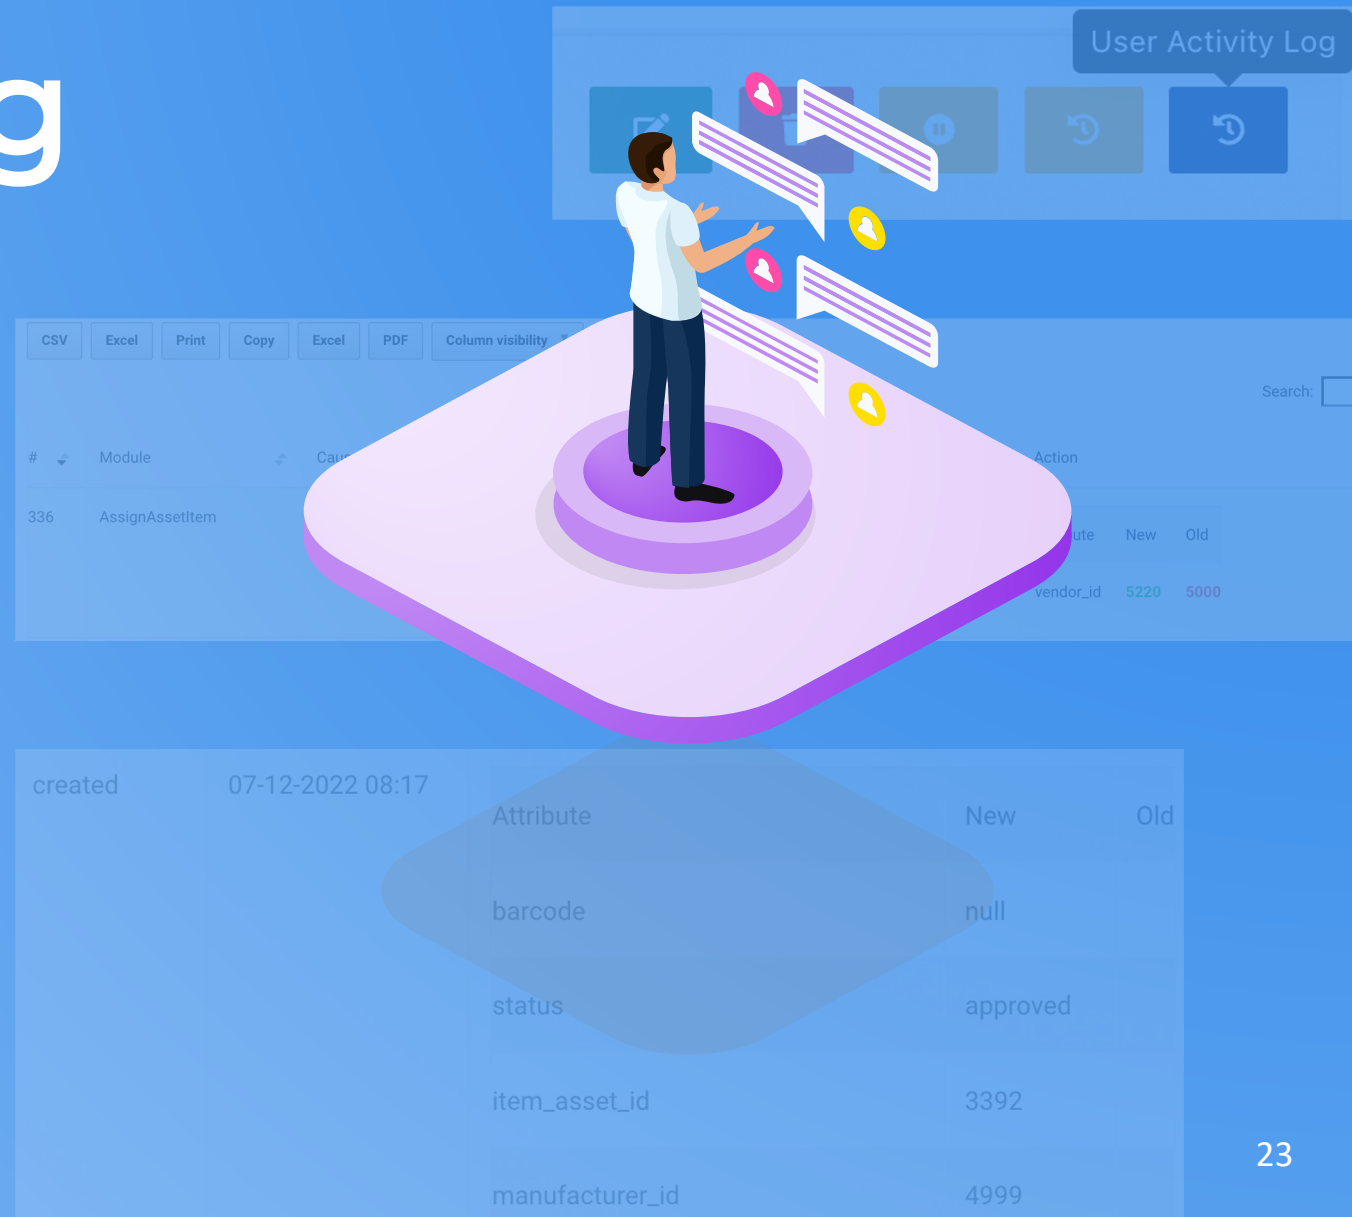 g
User Activity Log
CSV Excel Print Copy Excel PDF Column visibility
Search:
# Module Action
336 AssignAssetItem
New Old
vendor_id 5220 5000
created 07-12-2022 08:17
Attribute New Old
barcode null
status approved
item_asset_id 3392
manufacturer_id 4999
23